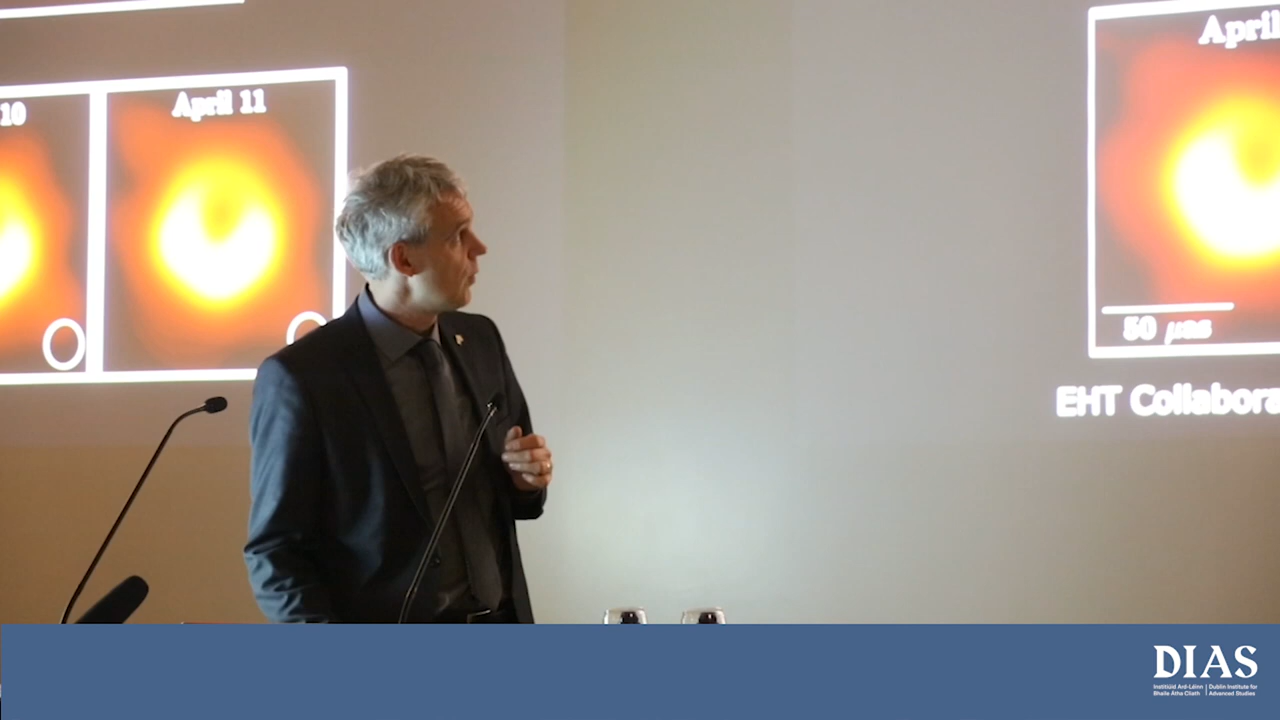 10
April 11
April
50 μas
EHT Collabora
DIAS
Institiúid Ard-Léinn
Bhaile Átha Cliath
Dublin Institute for
Advanced Studies